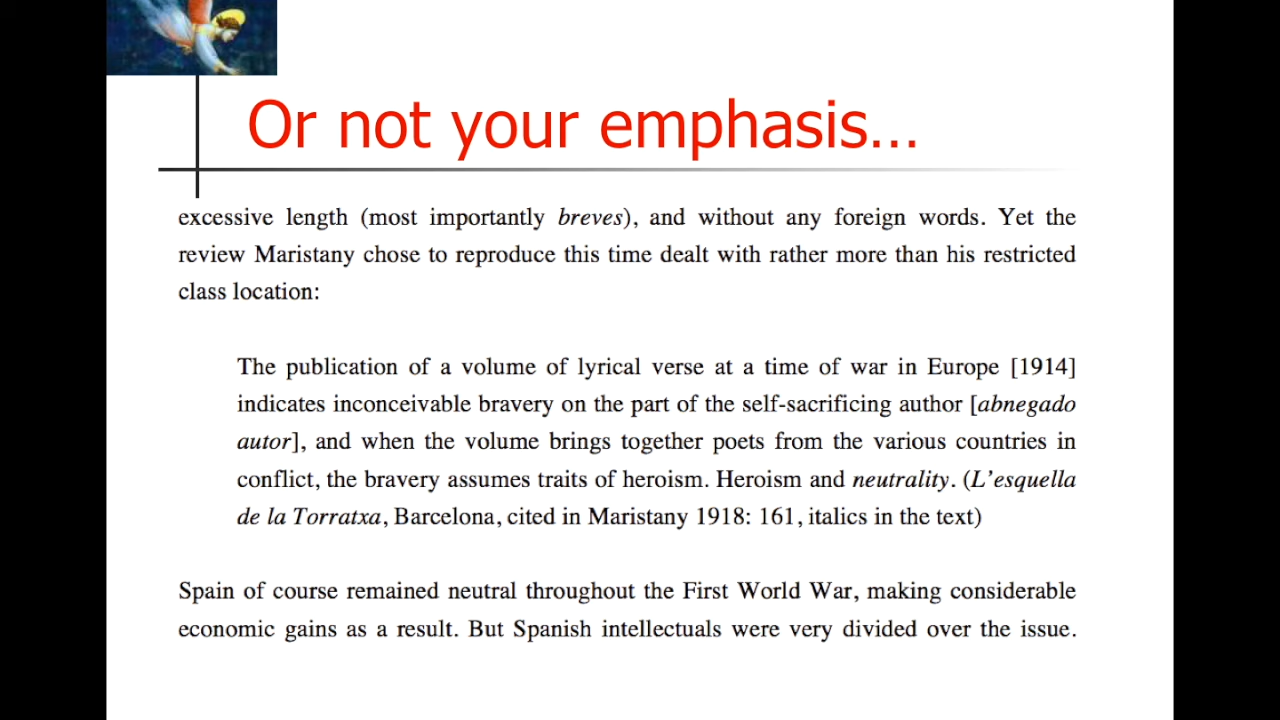 Or not your emphasis...
excessive length (most importantly breves), and without any foreign words. Yet the
review Maristany chose to reproduce this time dealt with rather more than his restricted
class location:
The publication of a volume of lyrical verse at a time of war in Europe [1914]
indicates inconceivable bravery on the part of the self-sacrificing author [abnegado
autor], and when the volume brings together poets from the various countries in
conflict, the bravery assumes traits of heroism. Heroism and neutrality. (L’esquella
de la Torratxa, Barcelona, cited in Maristany 1918: 161, italics in the text)
Spain of course remained neutral throughout the First World War, making considerable
economic gains as a result. But Spanish intellectuals were very divided over the issue.